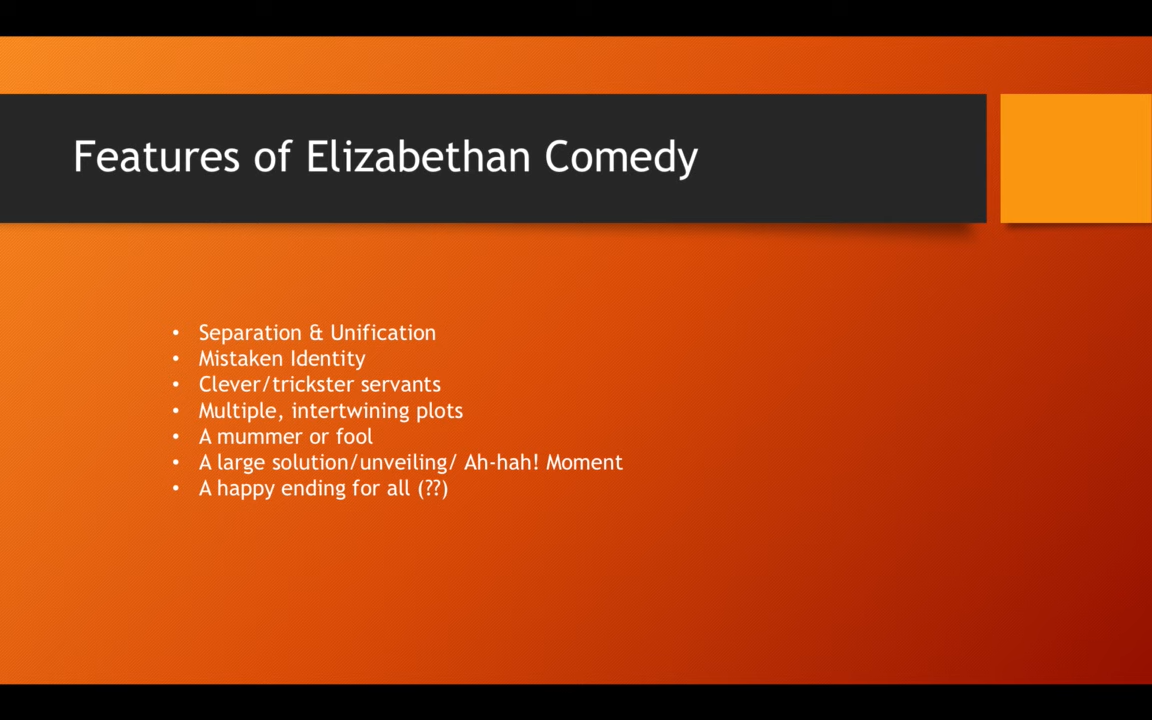 Features of Elizabethan Comedy
• Separation & Unification
• Mistaken Identity
• Clever/trickster servants
• Multiple, intertwining plots
• A mummer or fool
• A large solution/unveiling/ Ah-hah! Moment
• A happy ending for all (??)